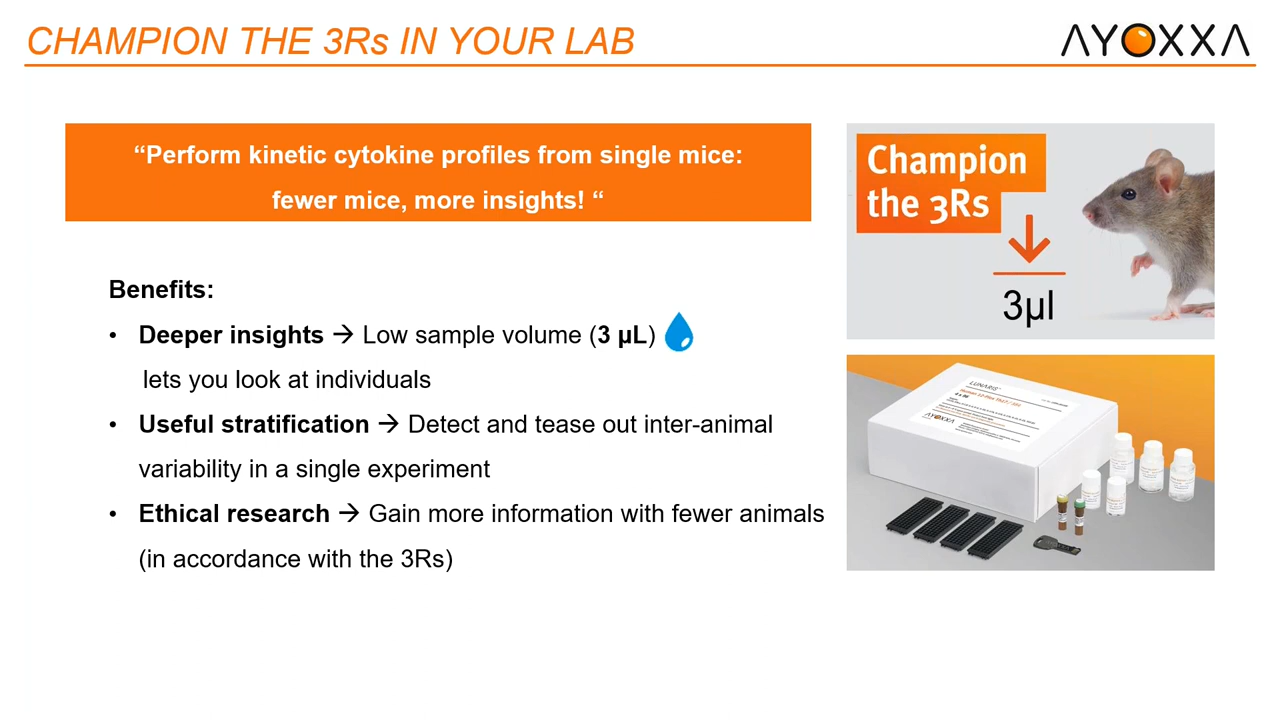 CHAMPION THE 3Rs IN YOUR LAB
AYOXXA
“Perform kinetic cytokine profiles from single mice:
fewer mice, more insights! “
Benefits:
• Deeper insights → Low sample volume (3 µL)
lets you look at individuals
• Useful stratification → Detect and tease out inter-animal
variability in a single experiment
• Ethical research → Gain more information with fewer animals
(in accordance with the 3Rs)
Champion
the 3Rs
3µl
LUNARIS™
AYOXXA